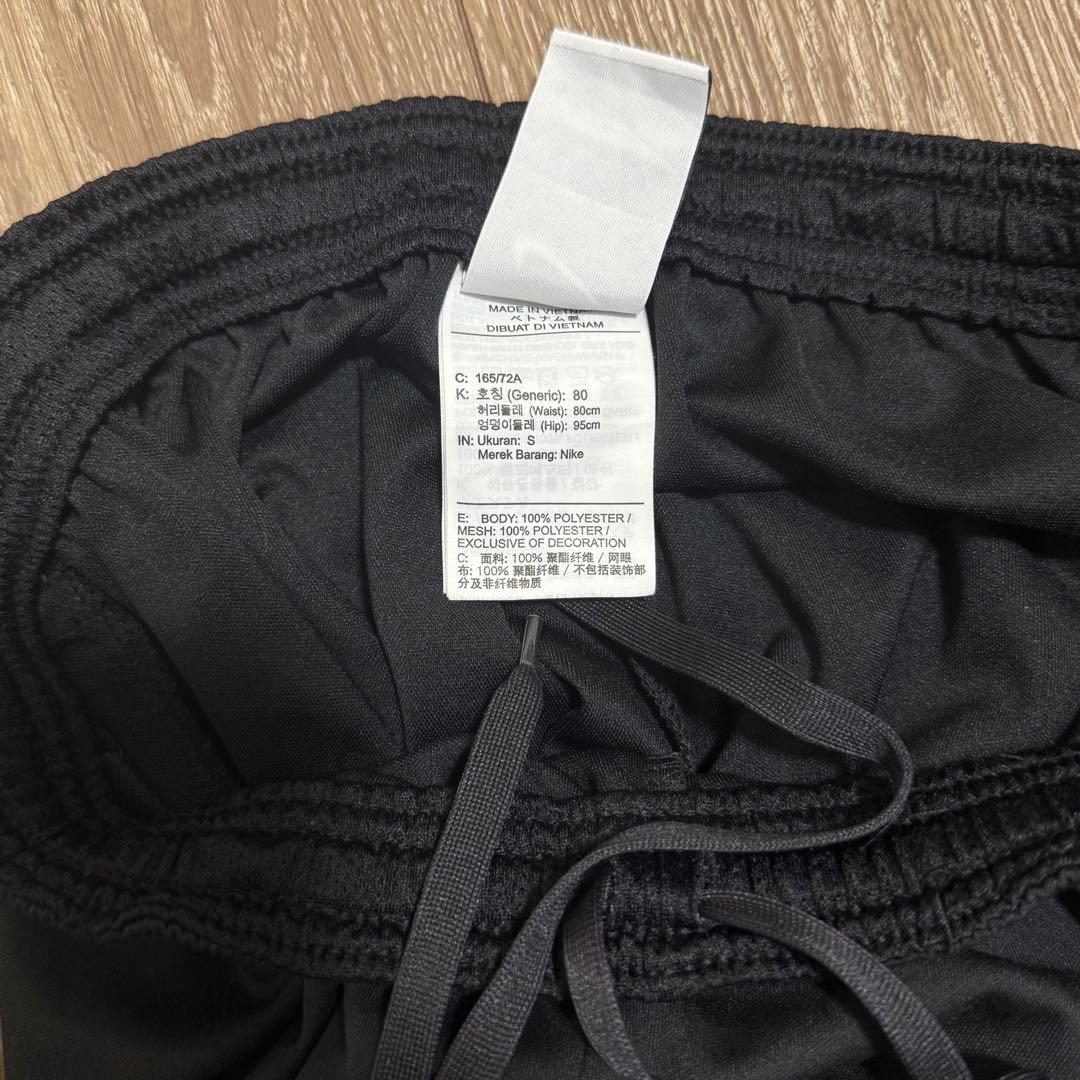 MADE IN VIETNAM
ベトナム製
DIBUAT DI VIETNAM
C: 165/72A
K: 호칭 (Generic): 80
허리둘레 (Waist): 80cm
엉덩이둘레 (Hip): 95cm
IN: Ukuran: S
Merek Barang: Nike
E: BODY: 100% POLYESTER /
MESH: 100% POLYESTER /
EXCLUSIVE OF DECORATION
C: 面料: 100% 聚酯纤维 / 网眼
布: 100% 聚酯纤维 / 不包括装饰部
分及非纤维物质